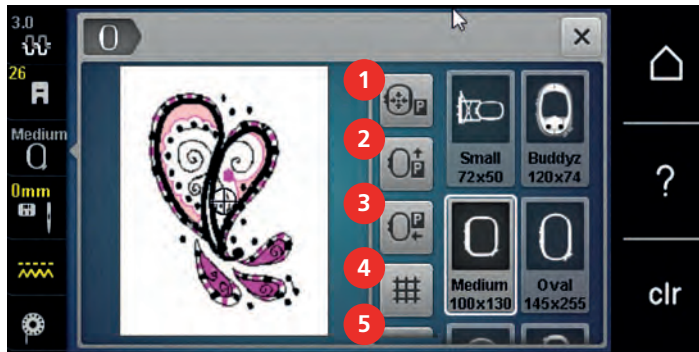 3.0
26
Medium
0mm
1
P
2
P
3
P
4
5
Small
72x50
Buddyz
120x74
Medium
100x130
Oval
145x255
?
clr